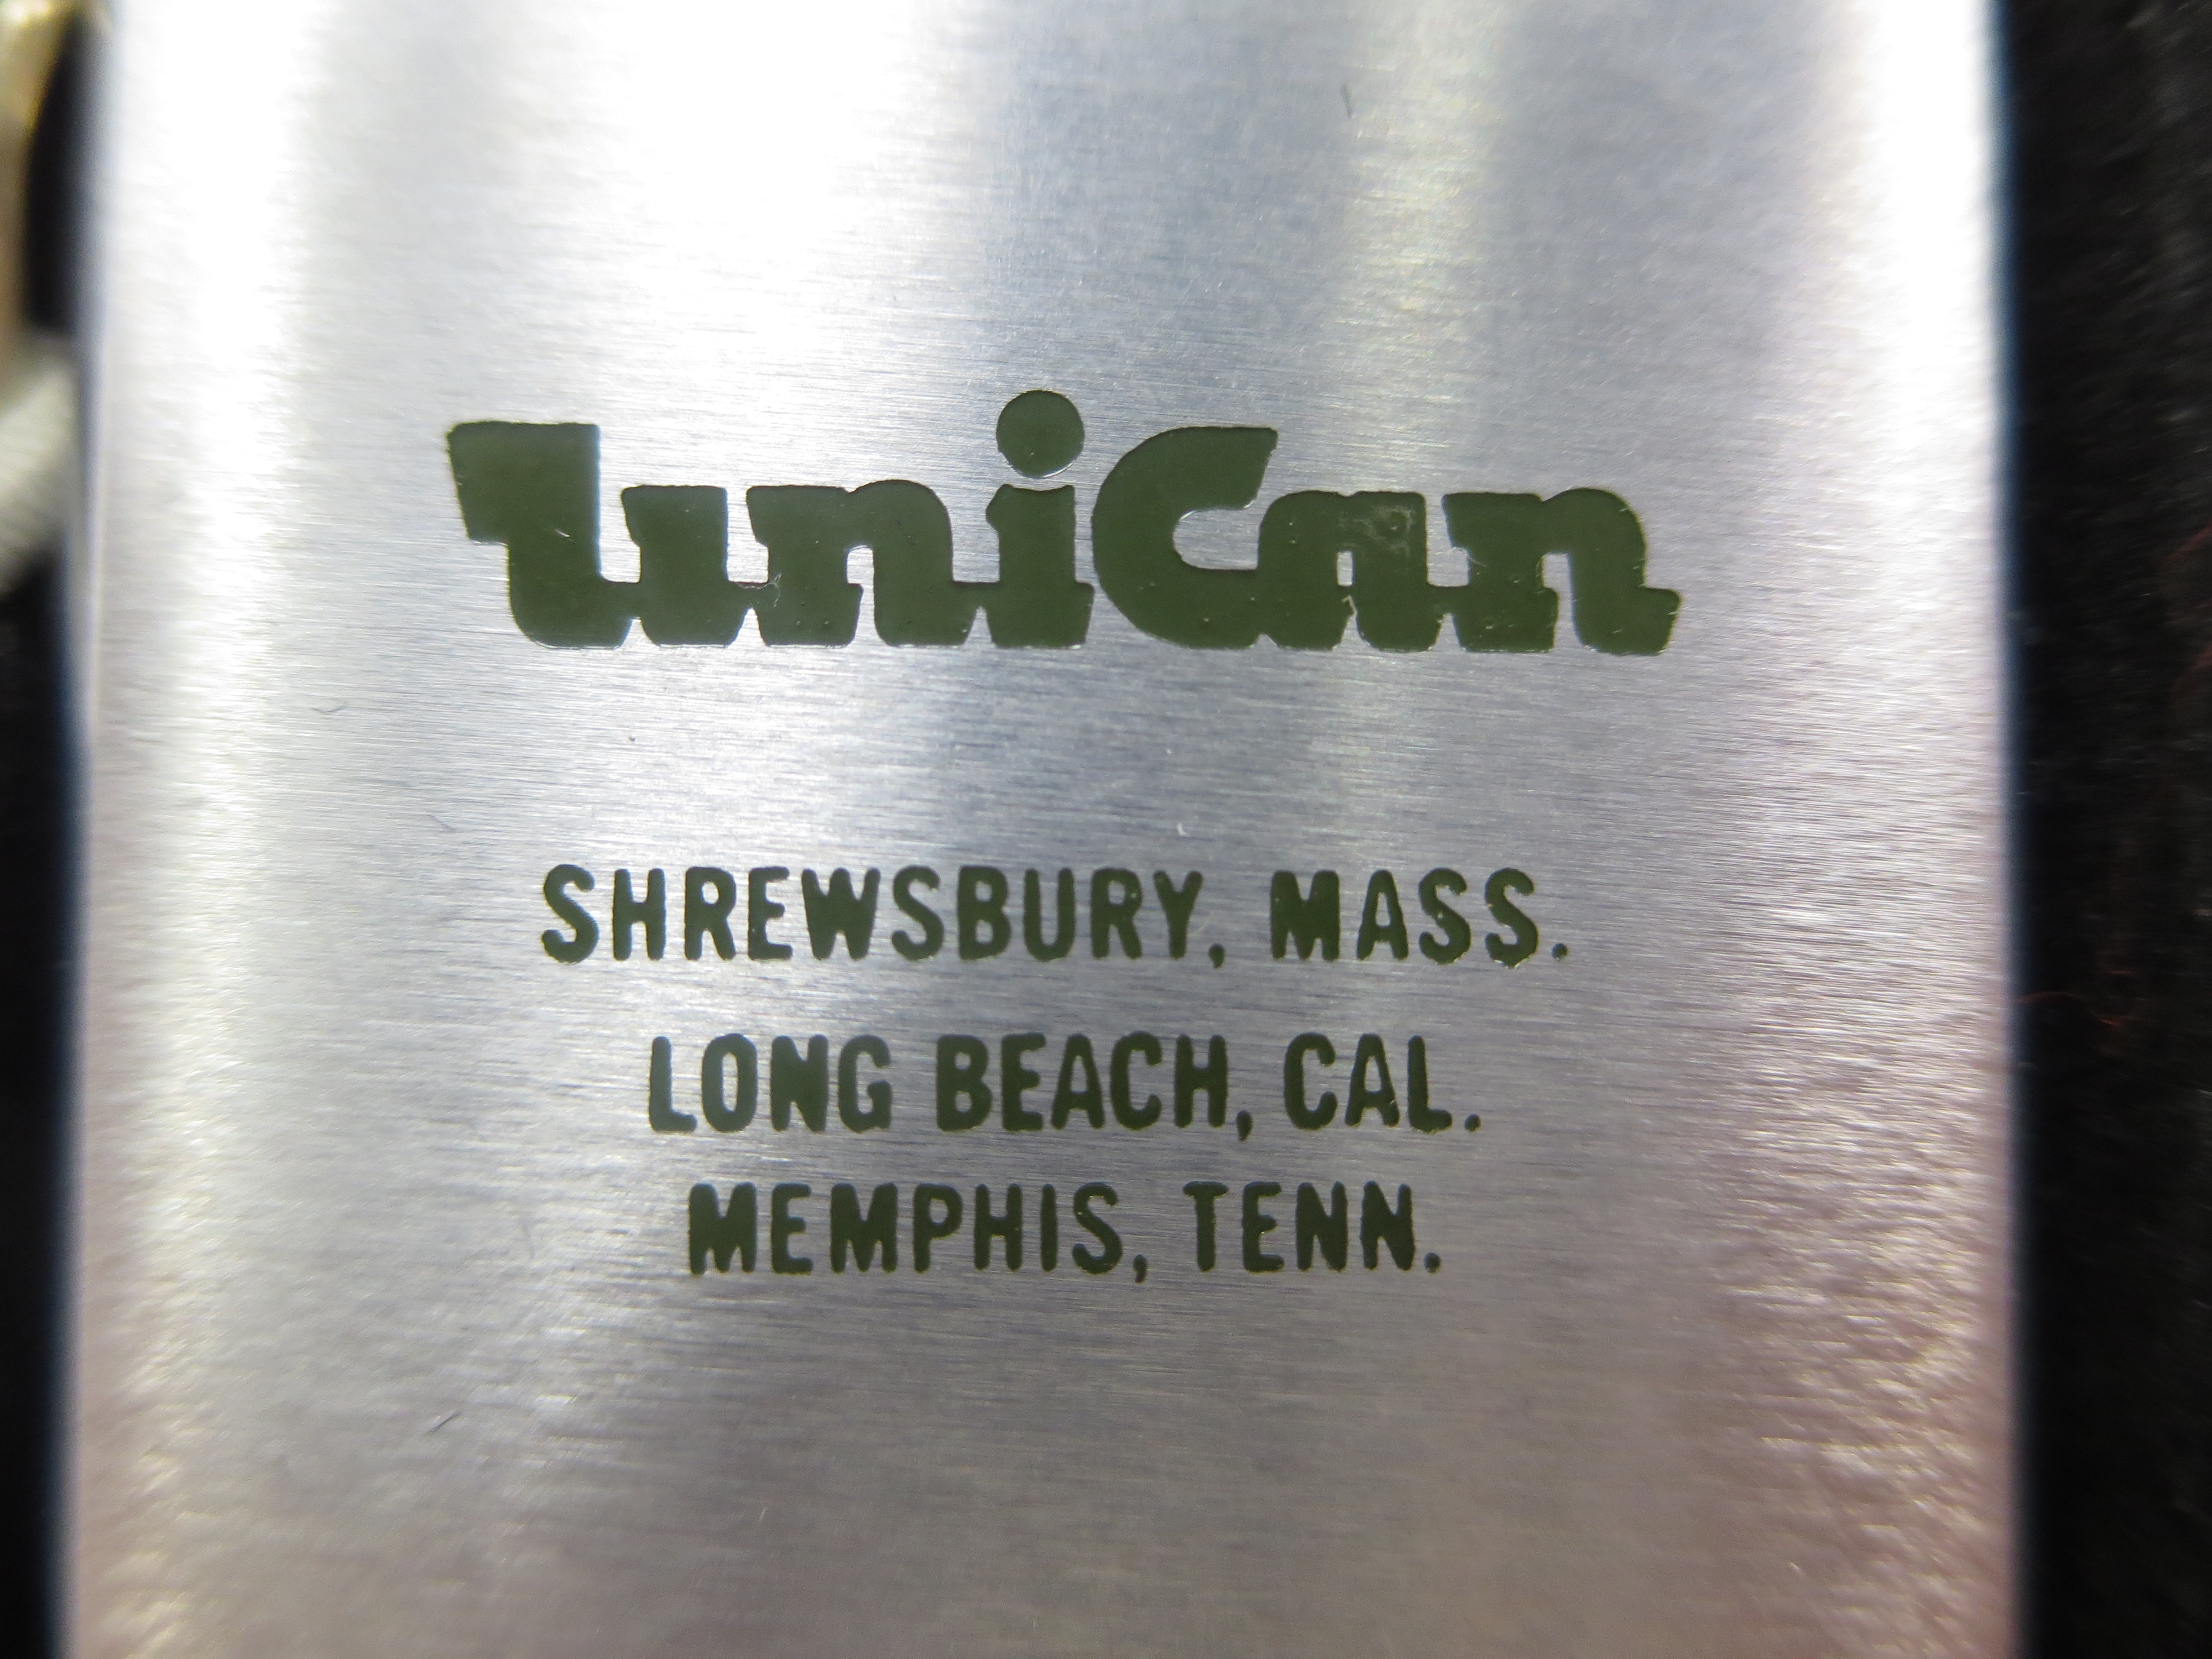 UniCan
SHREWSBURY, MASS.
LONG BEACH, CAL.
MEMPHIS, TENN.